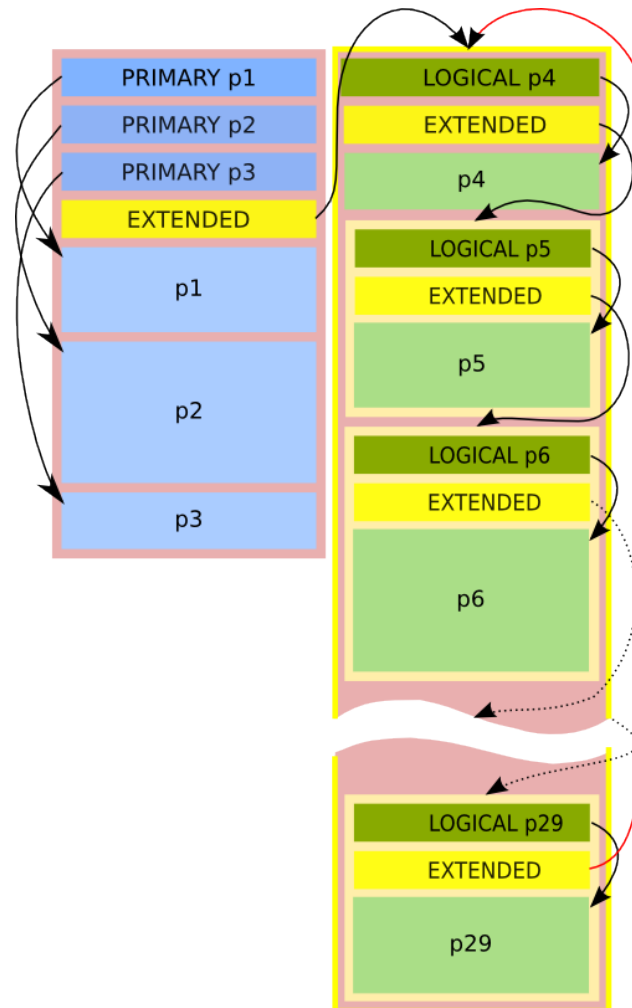 PRIMARY p1
PRIMARY p2
PRIMARY p3
EXTENDED
p1
p2
p3
LOGICAL p4
EXTENDED
p4
LOGICAL p5
EXTENDED
p5
LOGICAL p6
EXTENDED
p6
LOGICAL p29
EXTENDED
p29